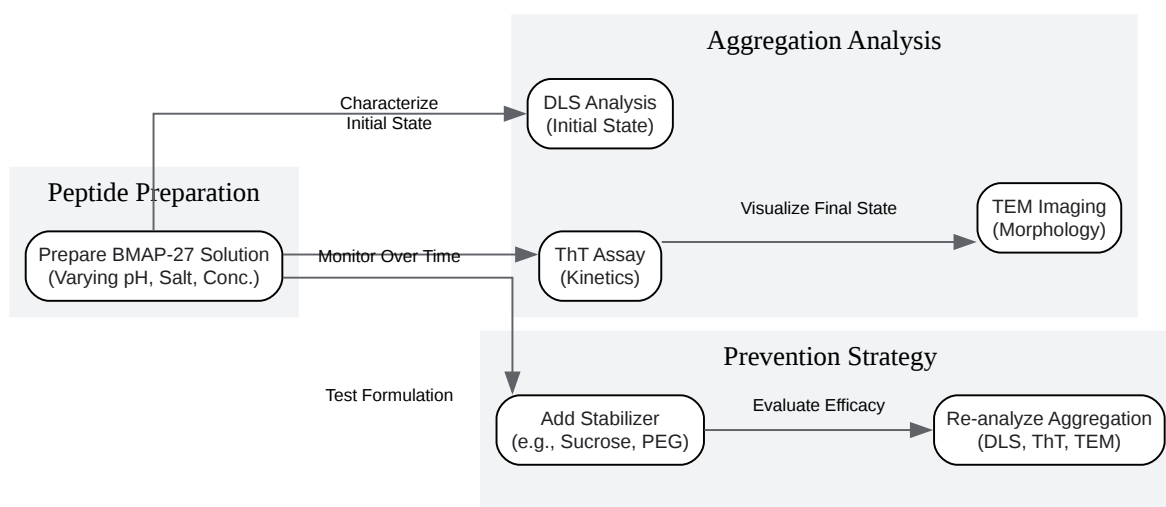 Aggregation Analysis
Characterize
Initial State
DLS Analysis
(Initial State)
Peptide Preparation
Prepare BMAP-27 Solution
(Varying pH, Salt, Conc.)
Monitor Over Time
ThT Assay
(Kinetics)
Visualize Final State
TEM Imaging
(Morphology)
Prevention Strategy
Test Formulation
Add Stabilizer
(e.g., Sucrose, PEG)
Evaluate Efficacy
Re-analyze Aggregation
(DLS, ThT, TEM)